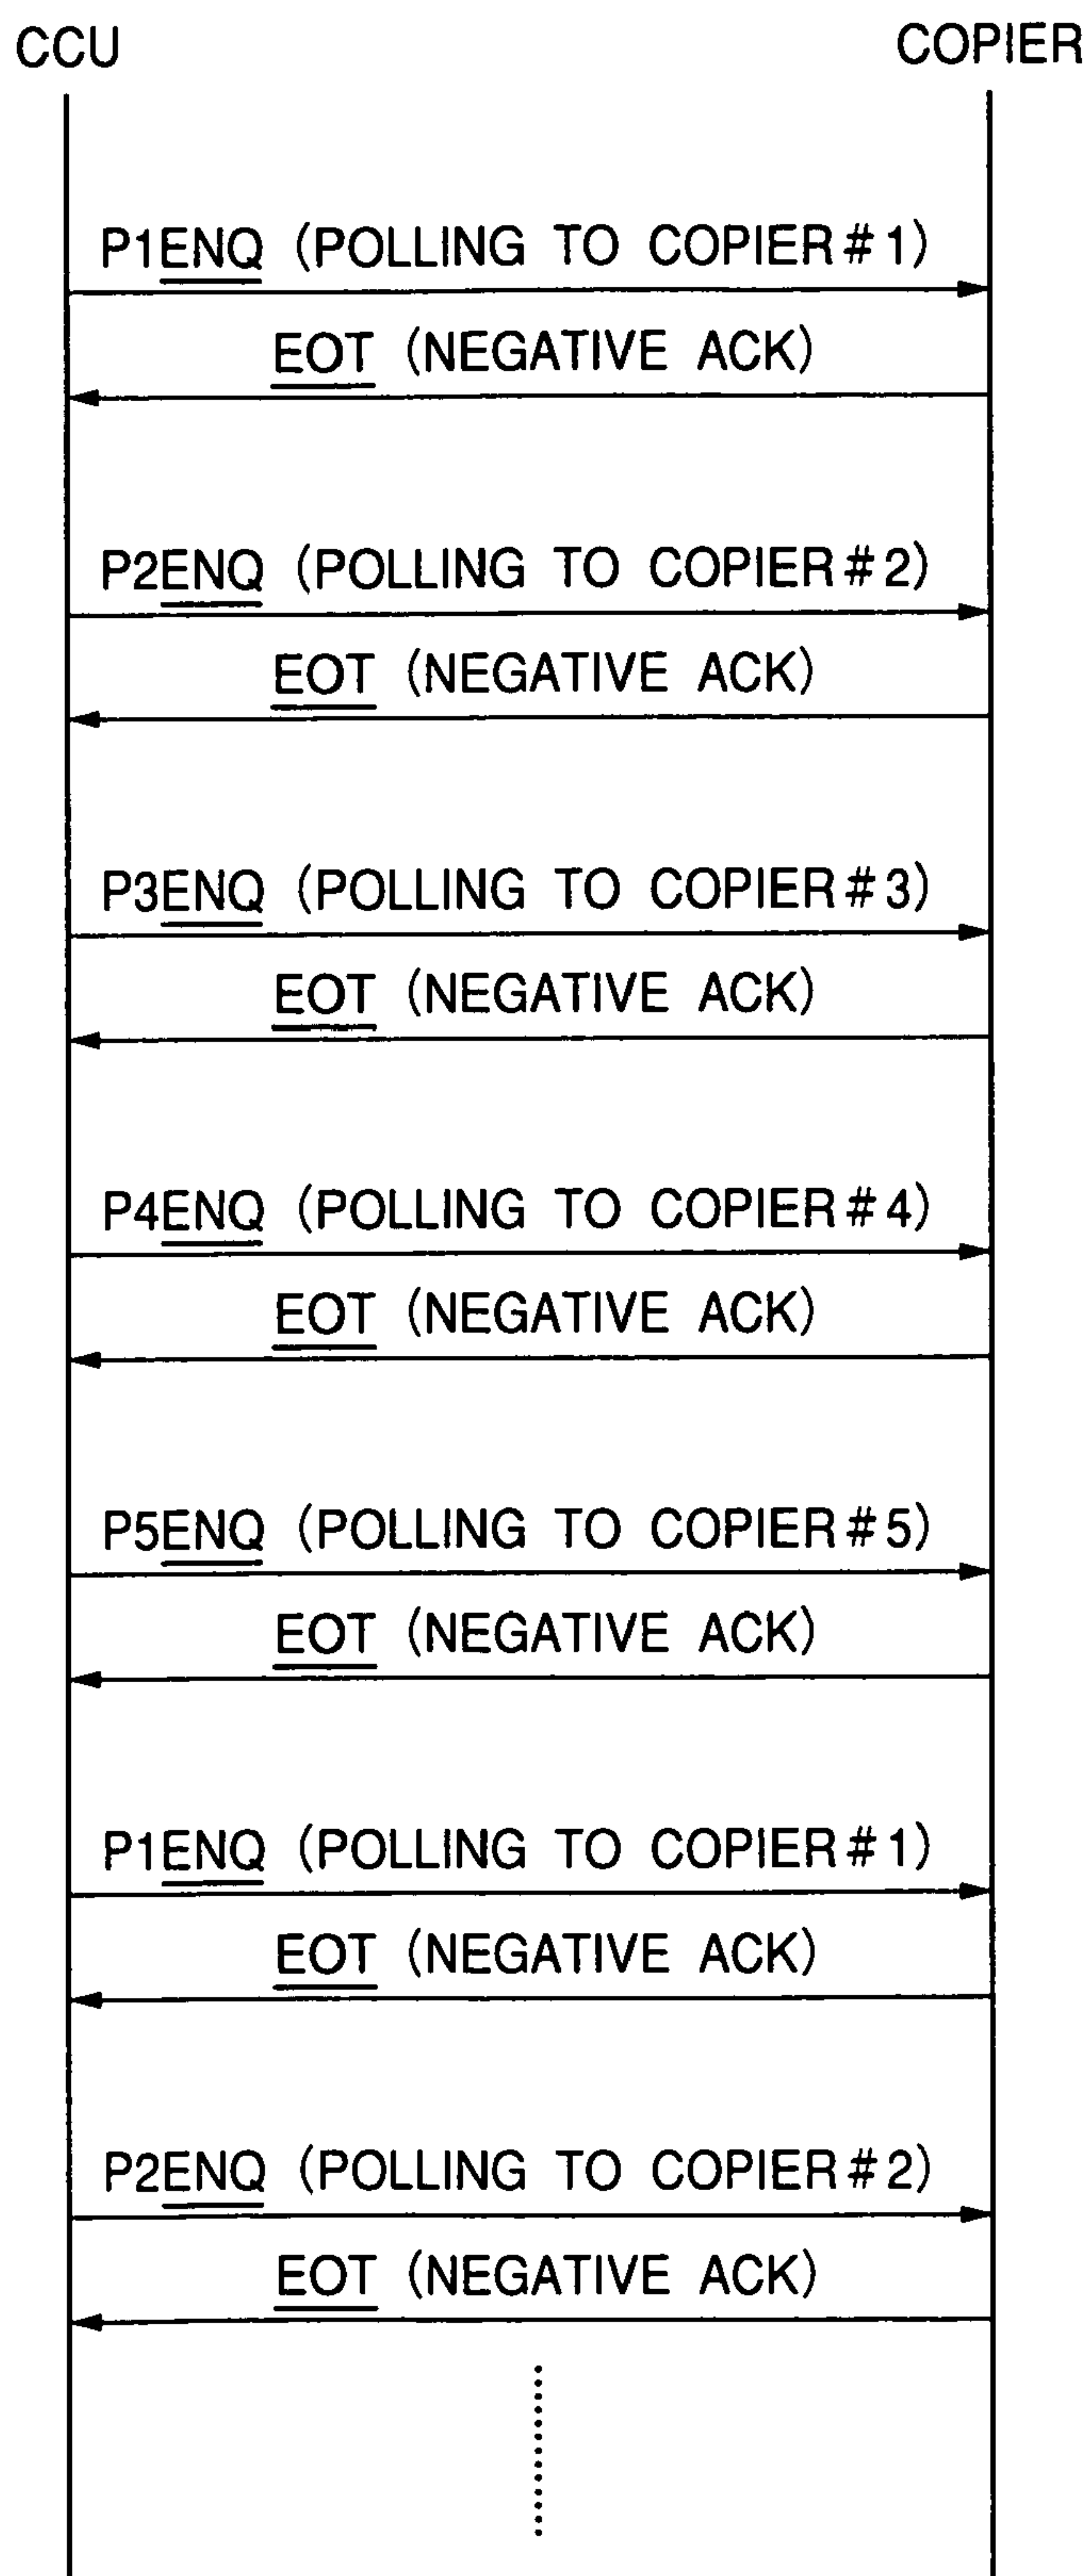 CCU COPIER
P1ENQ (POLLING TO COPIER#1)
EOT (NEGATIVE ACK)
P2ENQ (POLLING TO COPIER#2)
EOT (NEGATIVE ACK)
P3ENQ (POLLING TO COPIER#3)
EOT (NEGATIVE ACK)
P4ENQ (POLLING TO COPIER#4)
EOT (NEGATIVE ACK)
P5ENQ (POLLING TO COPIER#5)
EOT (NEGATIVE ACK)
P1ENQ (POLLING TO COPIER#1)
EOT (NEGATIVE ACK)
P2ENQ (POLLING TO COPIER#2)
EOT (NEGATIVE ACK)